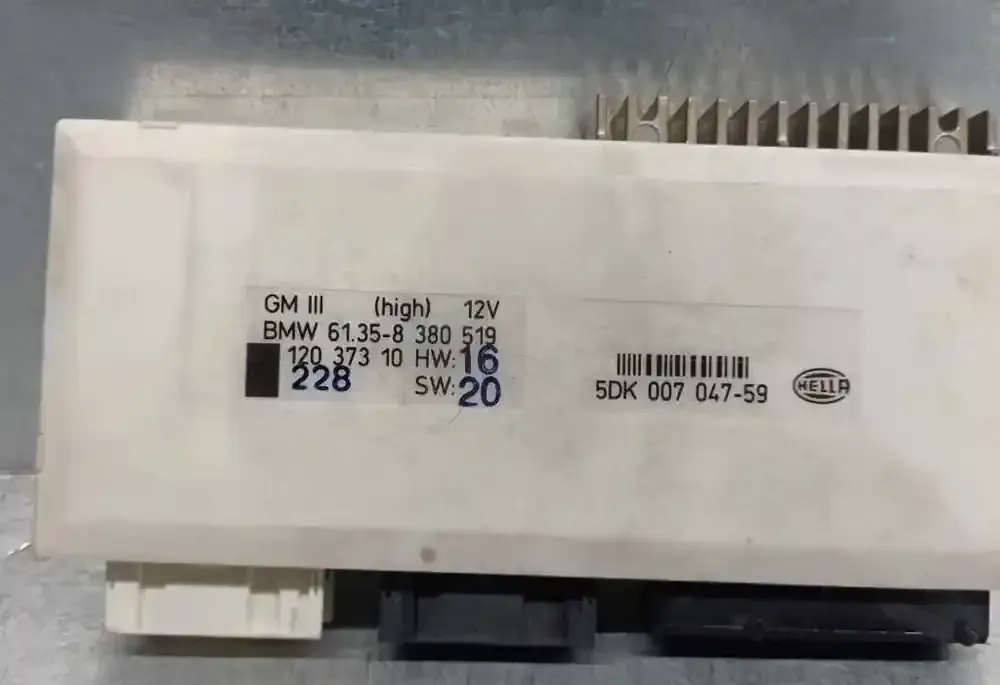 GM III (high) 12V
BMW 61.35-8 380 519
120 373 10 HW: 16
228 SW: 20
5DK 007 047-59
HELLA